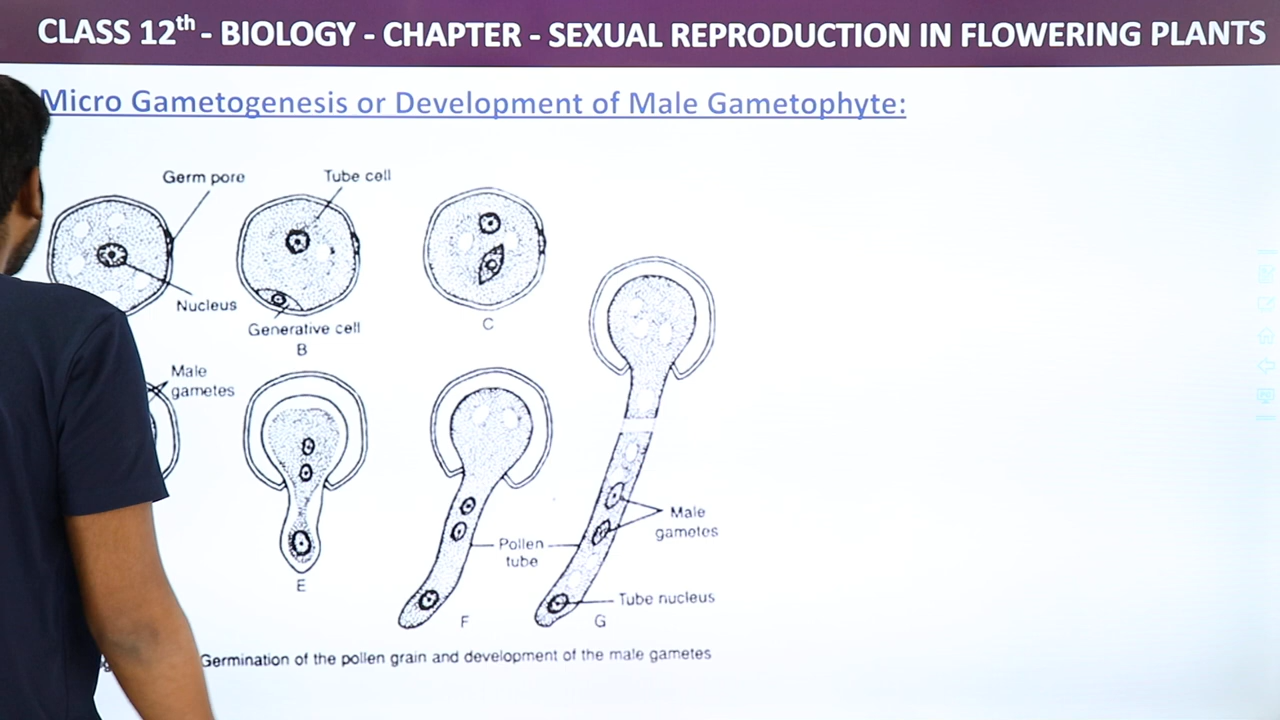 CLASS 12th - BIOLOGY - CHAPTER - SEXUAL REPRODUCTION IN FLOWERING PLANTS
Micro Gametogenesis or Development of Male Gametophyte:
Germ pore
Tube cell
Nucleus
Generative cell
B
C
Male
gametes
E
Pollen
tube
F
Male
gametes
Tube nucleus
G
Germination of the pollen grain and development of the male gametes